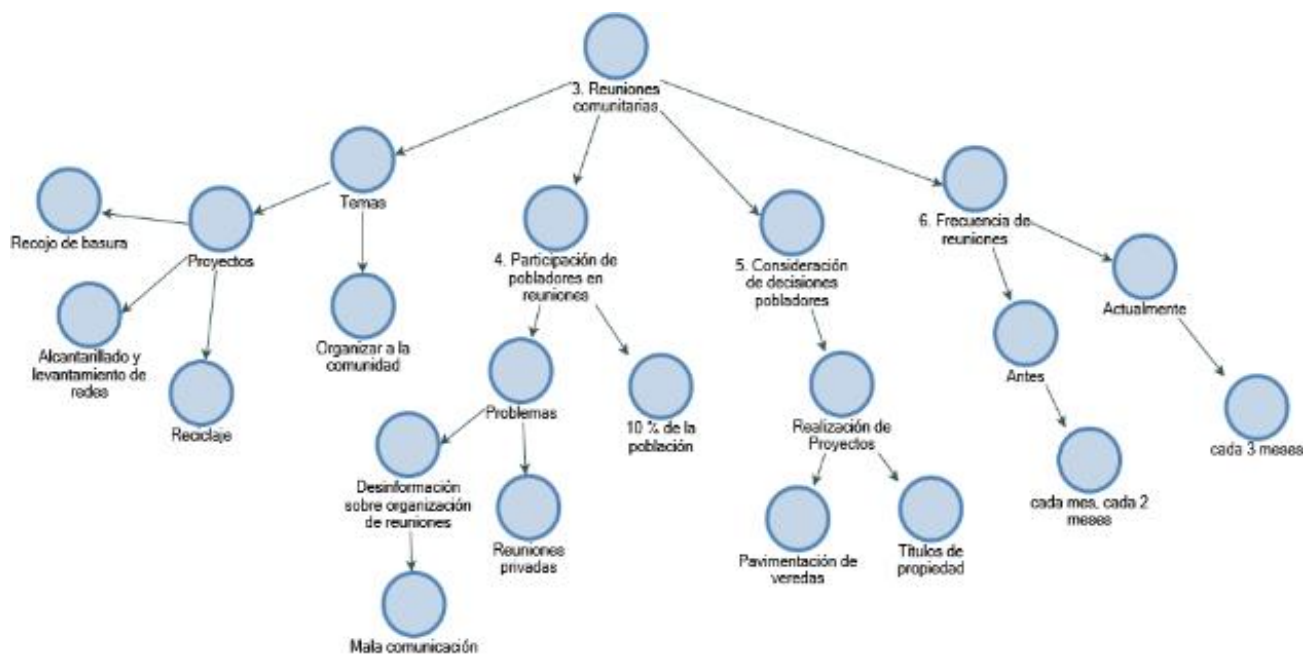 3. Reuniones
comunitarias
Temas
Proyectos
Recojo de basura
Alcantarillado y
levantamiento de
redes
Reciclaje
Organizar a la
comunidad
4. Participación de
pobladores en
reuniones
Problemas
Desinformación
sobre organización
de reuniones
Mala comunicación
Reuniones
privadas
10 % de la
población
5. Consideración
de decisiones
pobladores
Realización de
Proyectos
Pavimentación de
veredas
Títulos de
propiedad
6. Frecuencia de
reuniones
Antes
cada mes, cada 2
meses
Actualmente
cada 3 meses